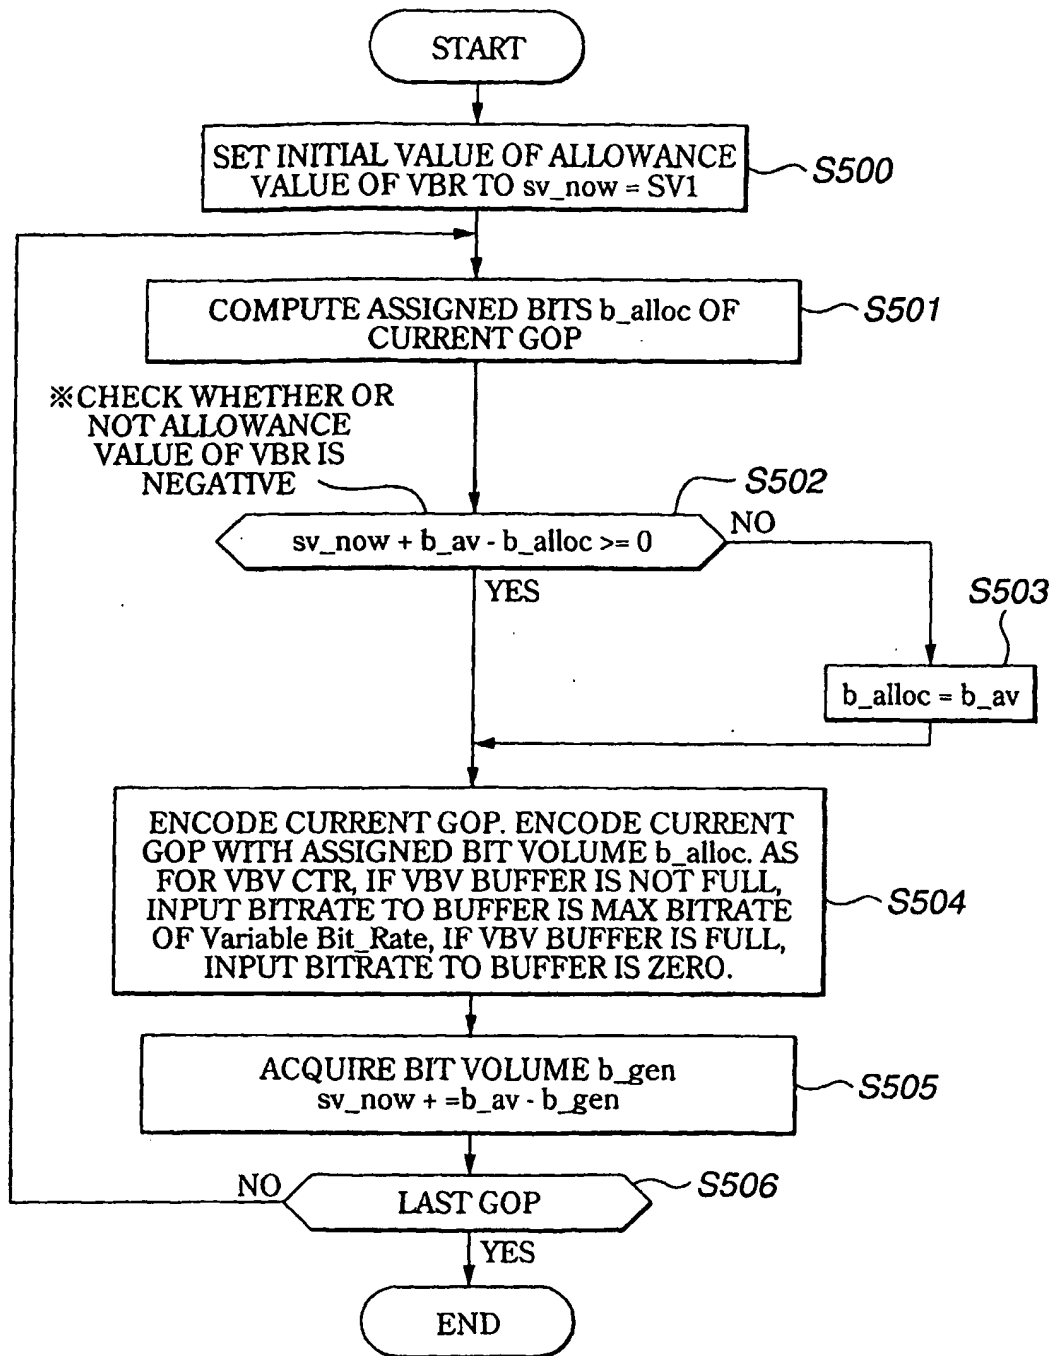 START
SET INITIAL VALUE OF ALLOWANCE
VALUE OF VBR TO sv_now = SV1
S500
COMPUTE ASSIGNED BITS b_alloc OF
CURRENT GOP
S501
※CHECK WHETHER OR
NOT ALLOWANCE
VALUE OF VBR IS
NEGATIVE
S502
sv_now + b_av - b_alloc >= 0
NO
YES
S503
b_alloc = b_av
ENCODE CURRENT GOP. ENCODE CURRENT
GOP WITH ASSIGNED BIT VOLUME b_alloc. AS
FOR VBV CTR, IF VBV BUFFER IS NOT FULL,
INPUT BITRATE TO BUFFER IS MAX BITRATE
OF Variable Bit_Rate, IF VBV BUFFER IS FULL,
INPUT BITRATE TO BUFFER IS ZERO.
S504
ACQUIRE BIT VOLUME b_gen
sv_now + =b_av - b_gen
S505
NO
LAST GOP
S506
YES
END